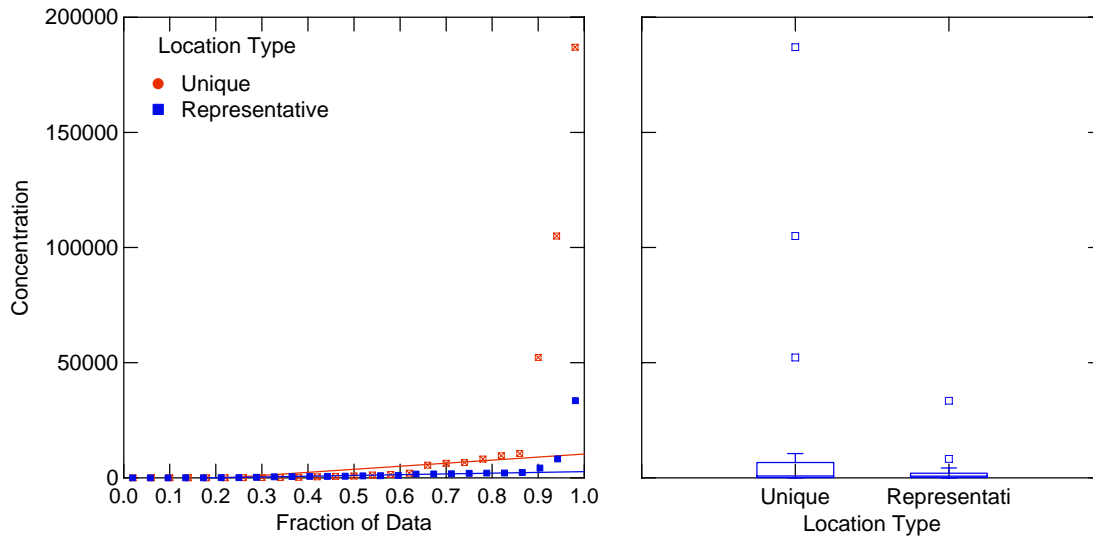 200000
150000
100000
50000
0
Concentration
Location Type
Unique
Representative
0.0 0.1 0.2 0.3 0.4 0.5 0.6 0.7 0.8 0.9 1.0
Fraction of Data
Unique Representati
Location Type